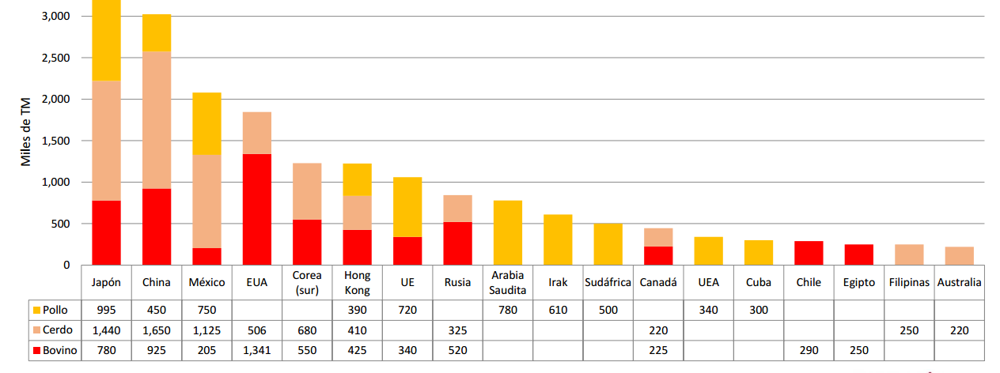 3,000
2,500
2,000
1,500
1,000
500
0
Miles de TM
Japón China México EUA Corea (sur) Hong Kong UE Rusia Arabia Saudita Irak Sudáfrica Canadá UEA Cuba Chile Egipto Filipinas Australia
Pollo 995 450 750 390 720 780 610 500 340 300
Cerdo 1,440 1,650 1,125 506 680 410 325 220 250 220
Bovino 780 925 205 1,341 550 425 340 520 225 290 250